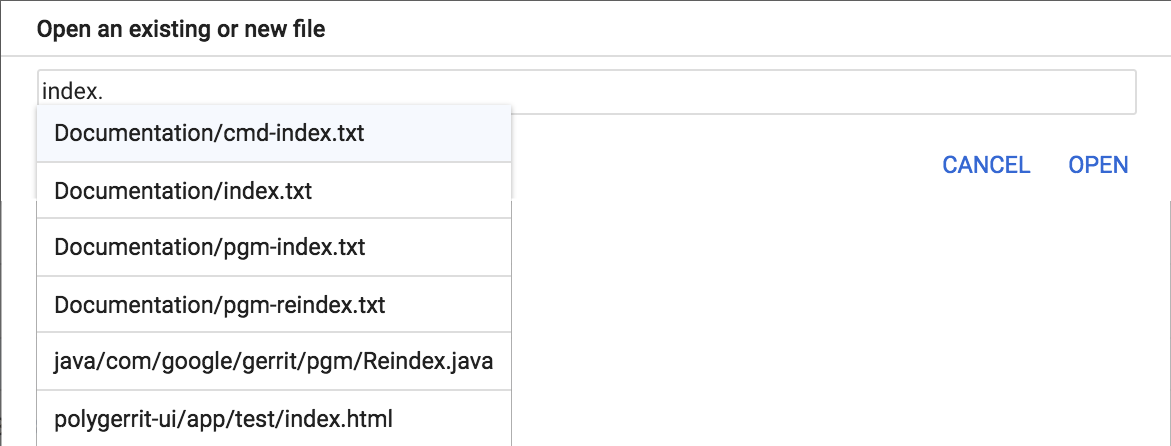 Open an existing or new file
index.
Documentation/cmd-index.txt
CANCEL OPEN
Documentation/index.txt
Documentation/pgm-index.txt
Documentation/pgm-reindex.txt
java/com/google/gerrit/pgm/Reindex.java
polygerrit-ui/app/test/index.html